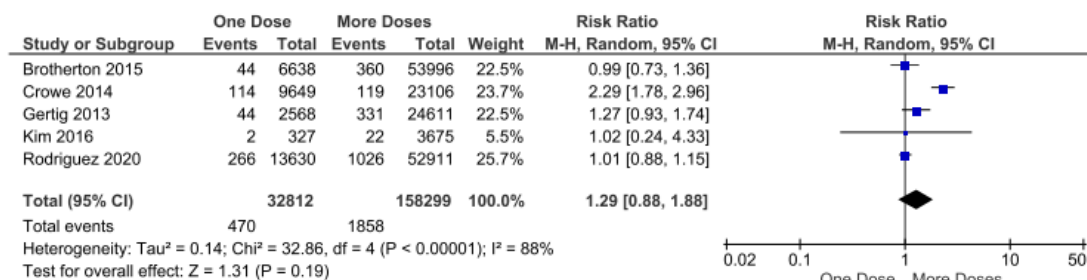 One Dose More Doses Risk Ratio Risk Ratio
Study or Subgroup Events Total Events Total Weight M-H, Random, 95% CI M-H, Random, 95% CI
Brotherton 2015 44 6638 360 53996 22.5% 0.99 [0.73, 1.36]
Crowe 2014 114 9649 119 23106 23.7% 2.29 [1.78, 2.96]
Gertig 2013 44 2568 331 24611 22.5% 1.27 [0.93, 1.74]
Kim 2016 2 327 22 3675 5.5% 1.02 [0.24, 4.33]
Rodriguez 2020 266 13630 1026 52911 25.7% 1.01 [0.88, 1.15]
Total (95% CI) 32812 158299 100.0% 1.29 [0.88, 1.88]
Total events 470 1858
Heterogeneity: Tau² = 0.14; Chi² = 32.86, df = 4 (P < 0.00001); I² = 88%
Test for overall effect: Z = 1.31 (P = 0.19)
0.02 0.1 1 10 50
One Dose More Doses